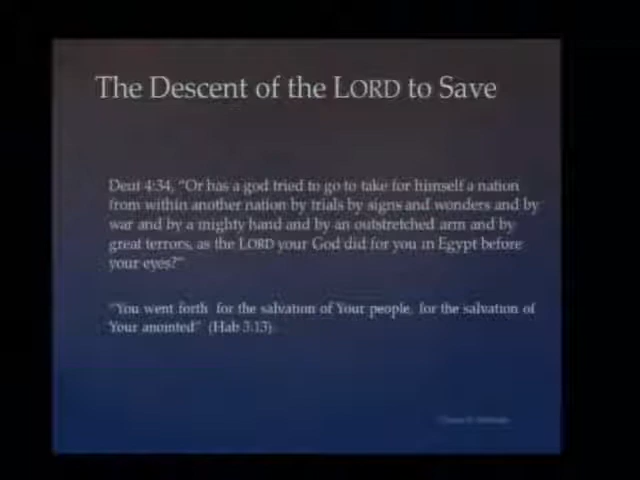 The Descent of the LORD to Save
Deut 4:34, "Or has a god tried to go to take for himself a nation
from within another nation by trials by signs and wonders and by
war and by a mighty hand and by an outstretched arm and by
great terrors, as the LORD your God did for you in Egypt before
your eyes?"
"You went forth for the salvation of Your people, for the salvation of
Your anointed" (Hab 3:13).